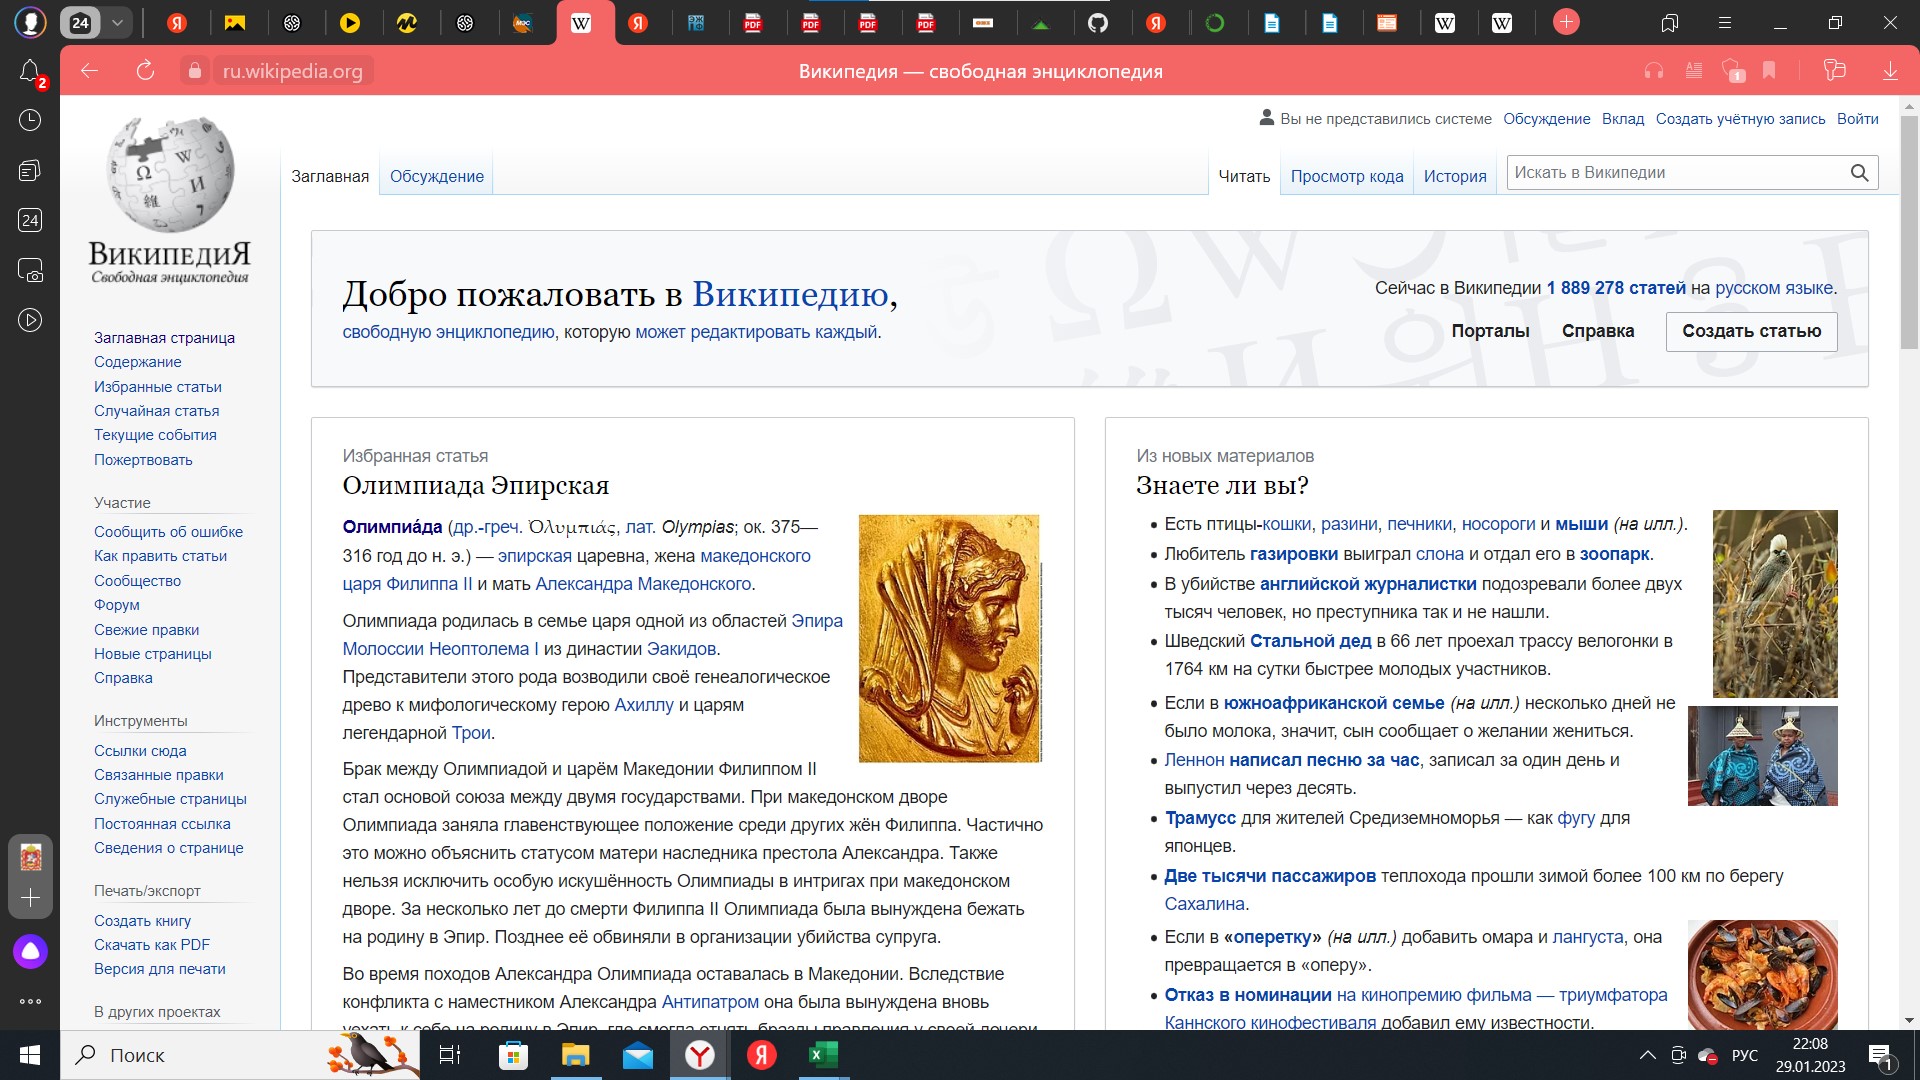 24
ru.wikipedia.org
Википедия — свободная энциклопедия
1
2
24
Вы не представились системе Обсуждение Вклад Создать учётную запись Войти
Заглавная Обсуждение Читать Просмотр кода История Искать в Википедии
ВИКИПЕДИЯ
Свободная энциклопедия
Заглавная страница
Содержание
Избранные статьи
Случайная статья
Текущие события
Пожертвовать
Участие
Сообщить об ошибке
Как править статьи
Сообщество
Форум
Свежие правки
Новые страницы
Справка
Инструменты
Ссылки сюда
Связанные правки
Служебные страницы
Постоянная ссылка
Сведения о странице
Печать/экспорт
Создать книгу
Скачать как PDF
Версия для печати
В других проектах
Добро пожаловать в Википедию,
свободную энциклопедию, которую может редактировать каждый.
Сейчас в Википедии 1 889 278 статей на русском языке.
Порталы Справка Создать статью
Избранная статья
Олимпиада Эпирская
Олимпиа́да (др.-греч. Ὀλυμπιάς, лат. Olympias; ок. 375—
316 год до н. э.) — эпирская царевна, жена македонского
царя Филиппа II и мать Александра Македонского.
Олимпиада родилась в семье царя одной из областей Эпира
Молоссии Неоптолема I из династии Эакидов.
Представители этого рода возводили своё генеалогическое
древо к мифологическому герою Ахиллу и царям
легендарной Трои.
Брак между Олимпиадой и царём Македонии Филиппом II
стал основой союза между двумя государствами. При македонском дворе
Олимпиада заняла главенствующее положение среди других жён Филиппа. Частично
это можно объяснить статусом матери наследника престола Александра. Также
нельзя исключить особую искушённость Олимпиады в интригах при македонском
дворе. За несколько лет до смерти Филиппа II Олимпиада была вынуждена бежать
на родину в Эпир. Позднее её обвиняли в организации убийства супруга.
Во время походов Александра Олимпиада оставалась в Македонии. Вследствие
конфликта с наместником Александра Антипатром она была вынуждена вновь
уехать к себе на родину в Эпир, где смогла отнять бразды правления у своей дочери
Из новых материалов
Знаете ли вы?
Есть птицы-кошки, разини, печники, носороги и мыши (на илл.).
Любитель газировки выиграл слона и отдал его в зоопарк.
В убийстве английской журналистки подозревали более двух
тысяч человек, но преступника так и не нашли.
Шведский Стальной дед в 66 лет проехал трассу велогонки в
1764 км на сутки быстрее молодых участников.
Если в южноафриканской семье (на илл.) несколько дней не
было молока, значит, сын сообщает о желании жениться.
Леннон написал песню за час, записал за один день и
выпустил через десять.
Трамусс для жителей Средиземноморья — как фугу для
японцев.
Две тысячи пассажиров теплохода прошли зимой более 100 км по берегу
Сахалина.
Если в «оперетку» (на илл.) добавить омара и лангуста, она
превращается в «оперу».
Отказ в номинации на кинопремию фильма — триумфатора
Каннского кинофестиваля добавил ему известности.
Поиск
РУС
22:08
29.01.2023
1